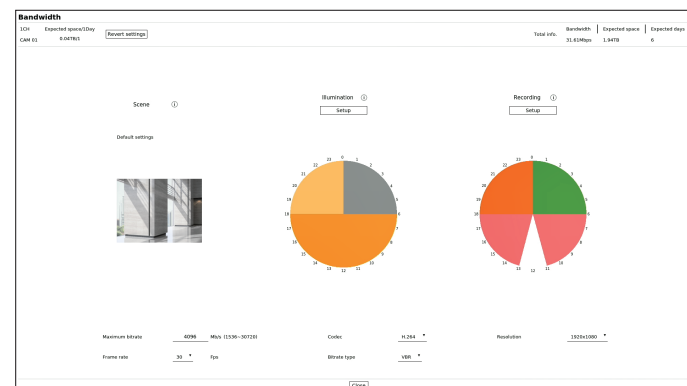 Bandwidth
1CH Expected space/1Day Revert settings
CAM 01 0.04TB/1
Total info. Bandwidth Expected space Expected days
31.61Mbps 1.94TB 6
Scene
Default settings
Illumination
Setup
Recording
Setup
0 1 2 3 4 5 6 7 8 9 10 11 12 13 14 15 16 17 18 19 20 21 22 23
0 1 2 3 4 5 6 7 8 9 10 11 12 13 14 15 16 17 18 19 20 21 22 23
Maximum bitrate 4096 Mb/s (1536~30720) Codec H.264 Resolution 1920x1080
Frame rate 30 Fps Bitrate type VBR
Close